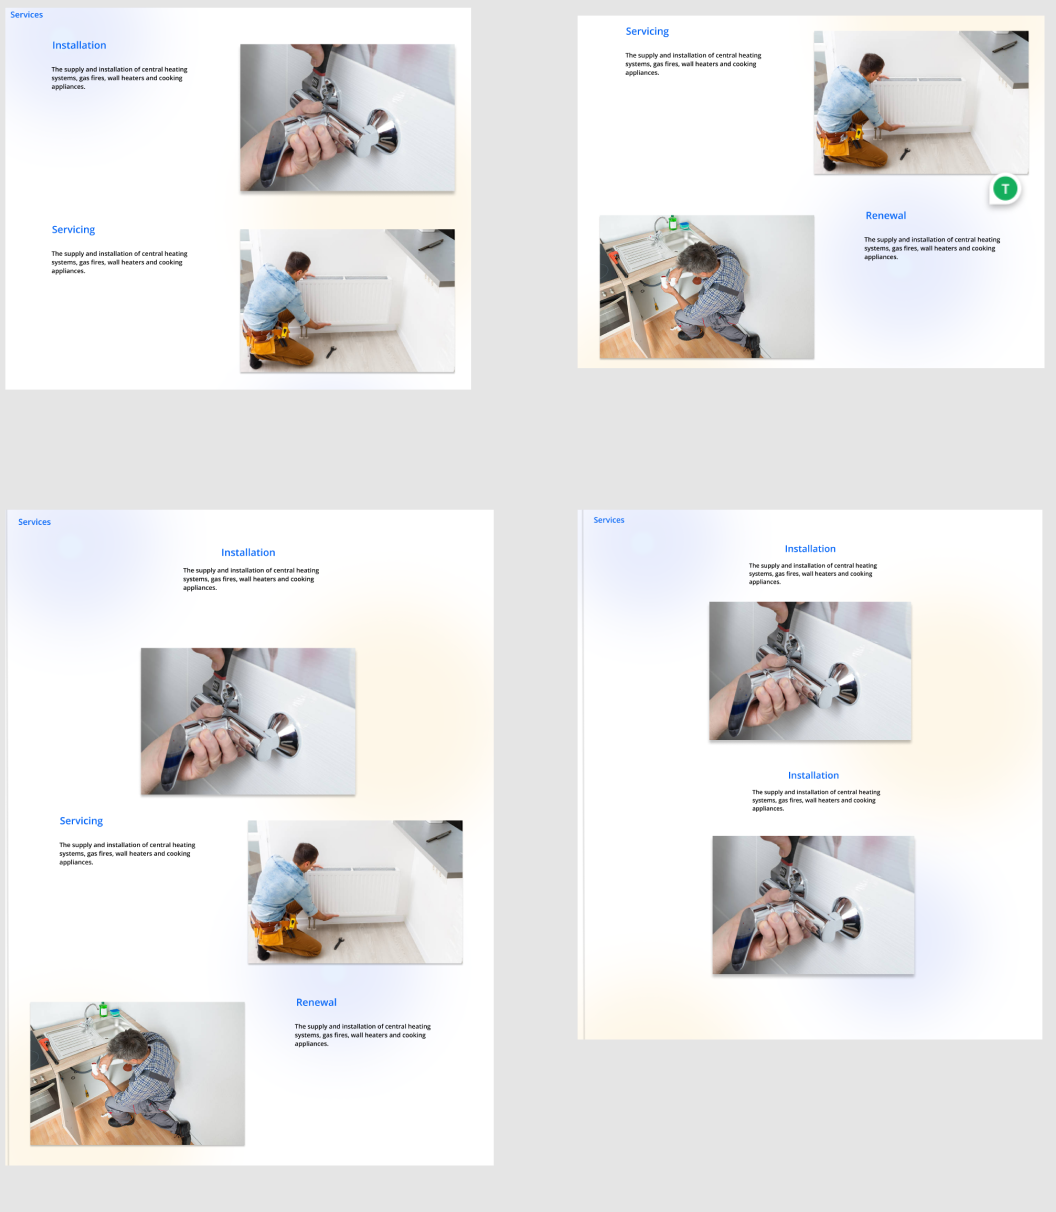 Services
Installation
The supply and installation of central heating
systems, gas fires, wall heaters and cooking
appliances.
Servicing
The supply and installation of central heating
systems, gas fires, wall heaters and cooking
appliances.
Servicing
The supply and installation of central heating
systems, gas fires, wall heaters and cooking
appliances.
T
Renewal
The supply and installation of central heating
systems, gas fires, wall heaters and cooking
appliances.
Services
Installation
The supply and installation of central heating
systems, gas fires, wall heaters and cooking
appliances.
Servicing
The supply and installation of central heating
systems, gas fires, wall heaters and cooking
appliances.
Renewal
The supply and installation of central heating
systems, gas fires, wall heaters and cooking
appliances.
Services
Installation
The supply and installation of central heating
systems, gas fires, wall heaters and cooking
appliances.
Installation
The supply and installation of central heating
systems, gas fires, wall heaters and cooking
appliances.